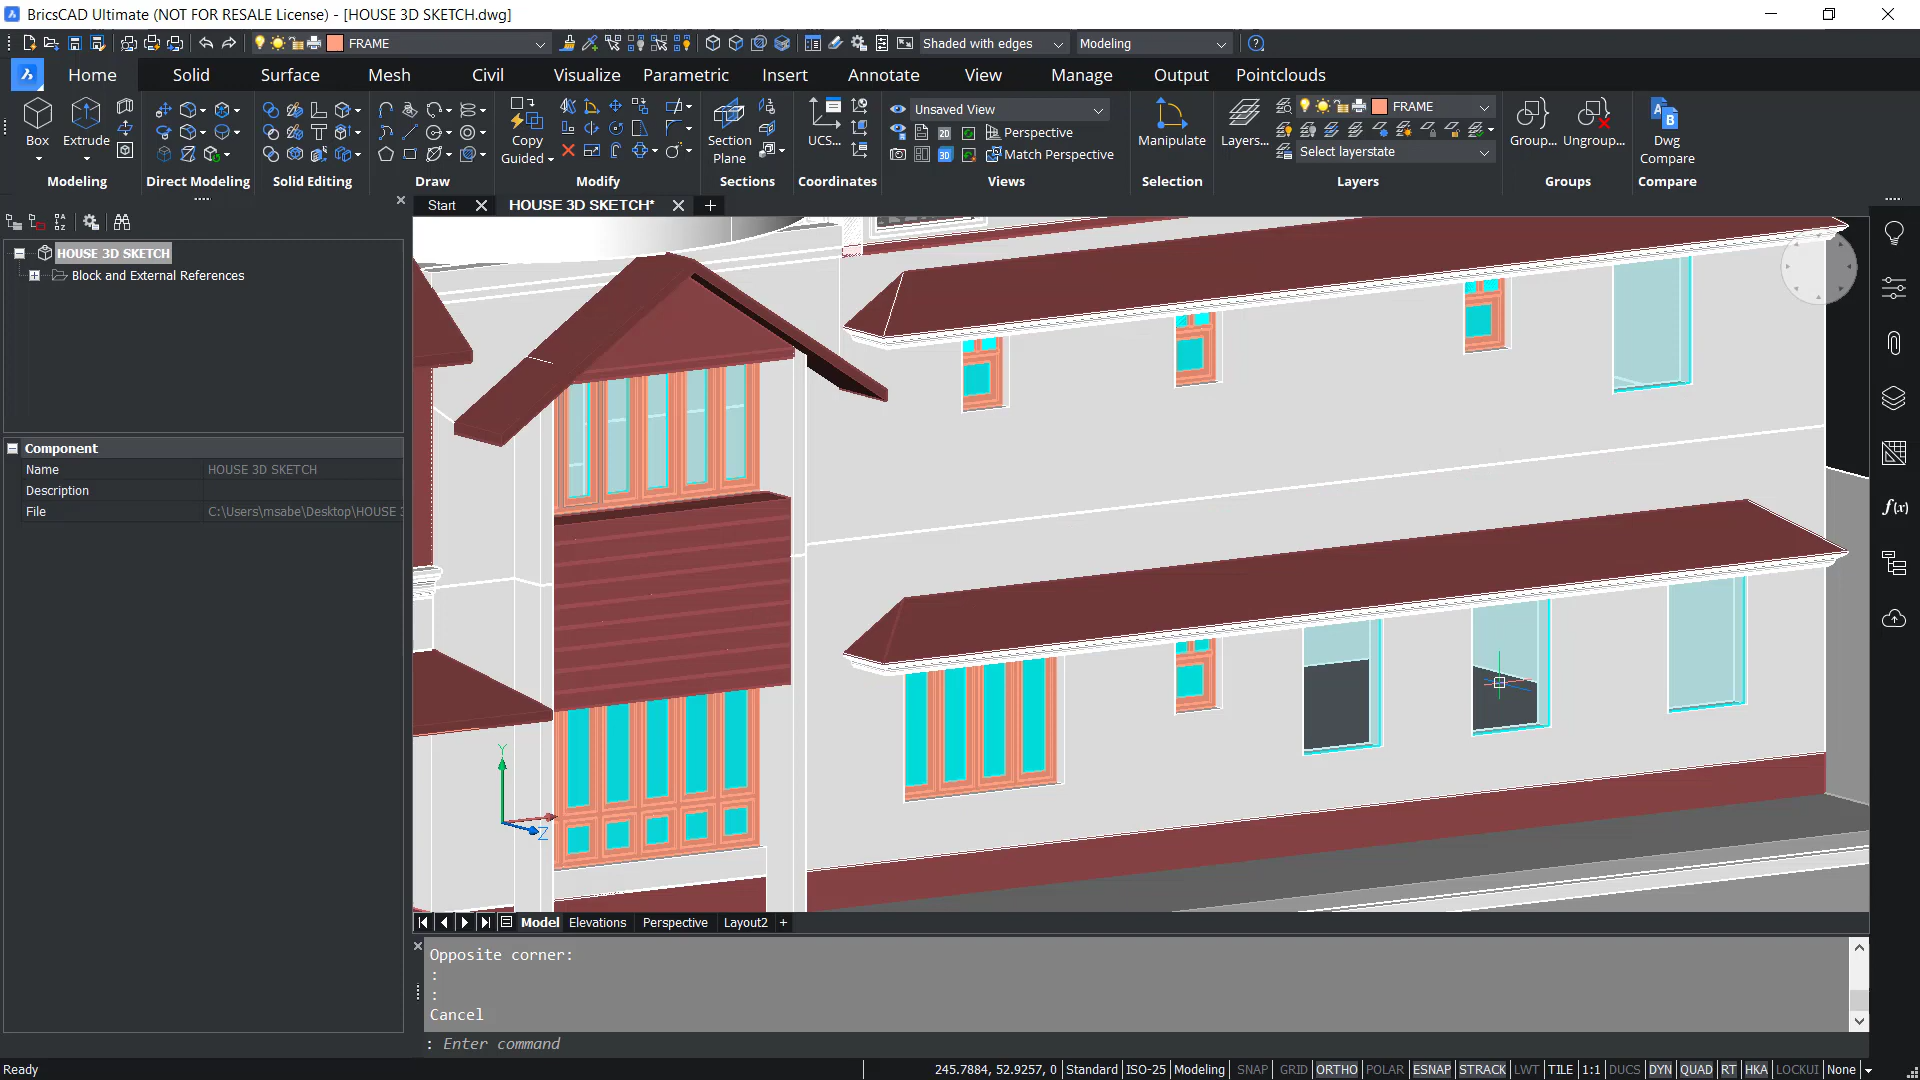 BricsCAD Ultimate (NOT FOR RESALE License) - [HOUSE 3D SKETCH.dwg]
FRAME
Shaded with edges
Modeling
Home Solid Surface Mesh Civil Visualize Parametric Insert Annotate View Manage Output Pointclouds
Box
Extrude
Copy Guided
Section Plane
UCS...
Unsaved View
Perspective
Match Perspective
Manipulate
Layers...
FRAME
Select layerstate
Group...
Ungroup...
Dwg Compare
Modeling
Direct Modeling
Solid Editing
Draw
Modify
Sections
Coordinates
Views
Selection
Layers
Groups
Compare
Start
HOUSE 3D SKETCH*
HOUSE 3D SKETCH
Block and External References
Component
Name HOUSE 3D SKETCH
Description
File C:\Users\msabe\Desktop\HOUSE
Y
Z
Model Elevations Perspective Layout2 +
Opposite corner:
:
:
Cancel
: Enter command
Ready
245.7884, 52.9257, 0 Standard ISO-25 Modeling SNAP GRID ORTHO POLAR ESNAP STRACK LWT TILE 1:1 DUCS DYN QUAD RT HKA LOCKUI None